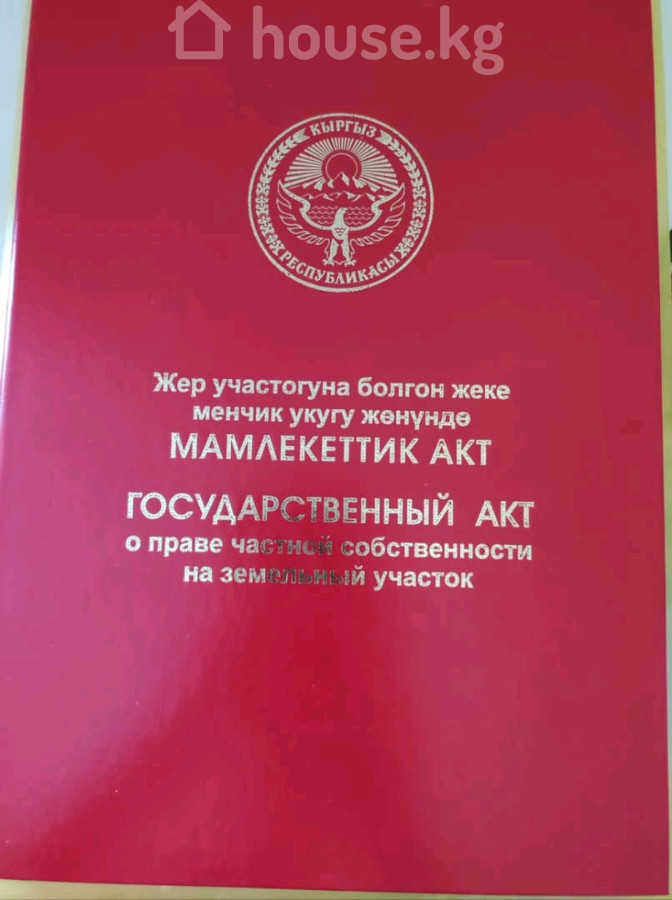 house.kg
КЫРГЫЗ
РЕСПУБЛИКАСЫ
Жер участогуна болгон жеке
менчик укугу жөнүндө
МАМЛЕКЕТТИК АКТ
ГОСУДАРСТВЕННЫЙ АКТ
о праве частной собственности
на земельный участок